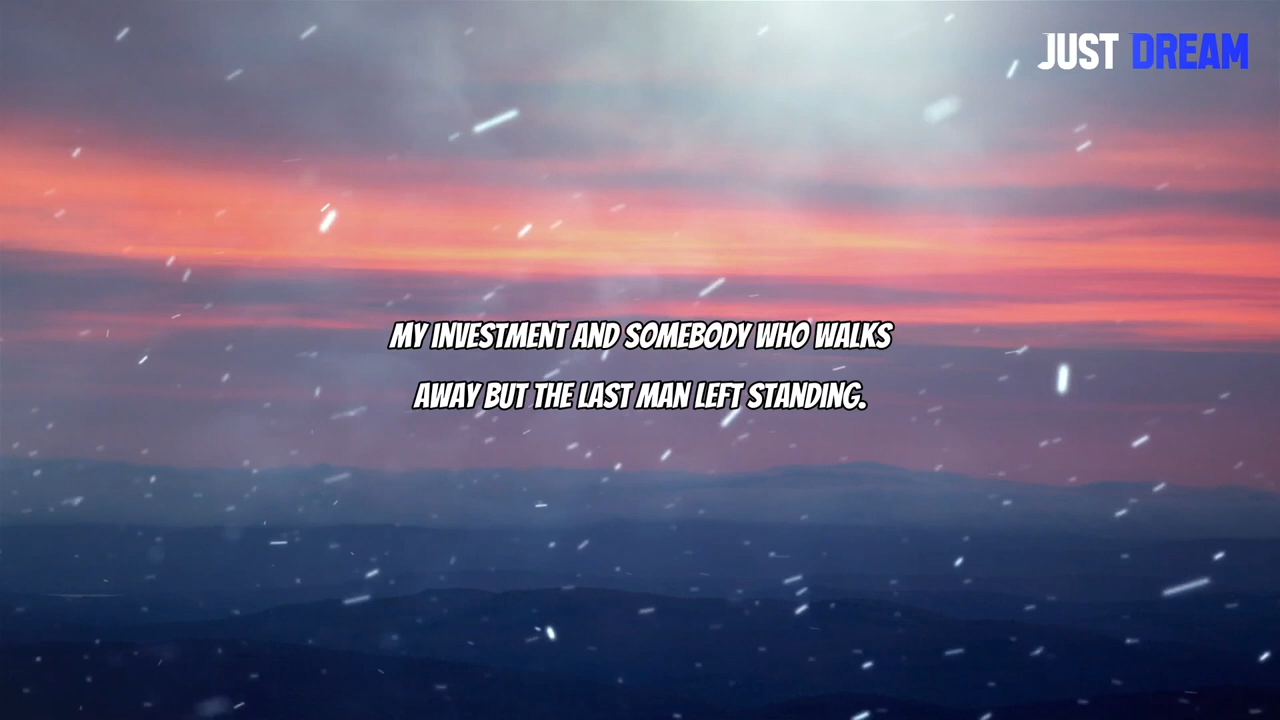 JUST DREAM
MY INVESTMENT AND SOMEBODY WHO WALKS
AWAY BUT THE LAST MAN LEFT STANDING.